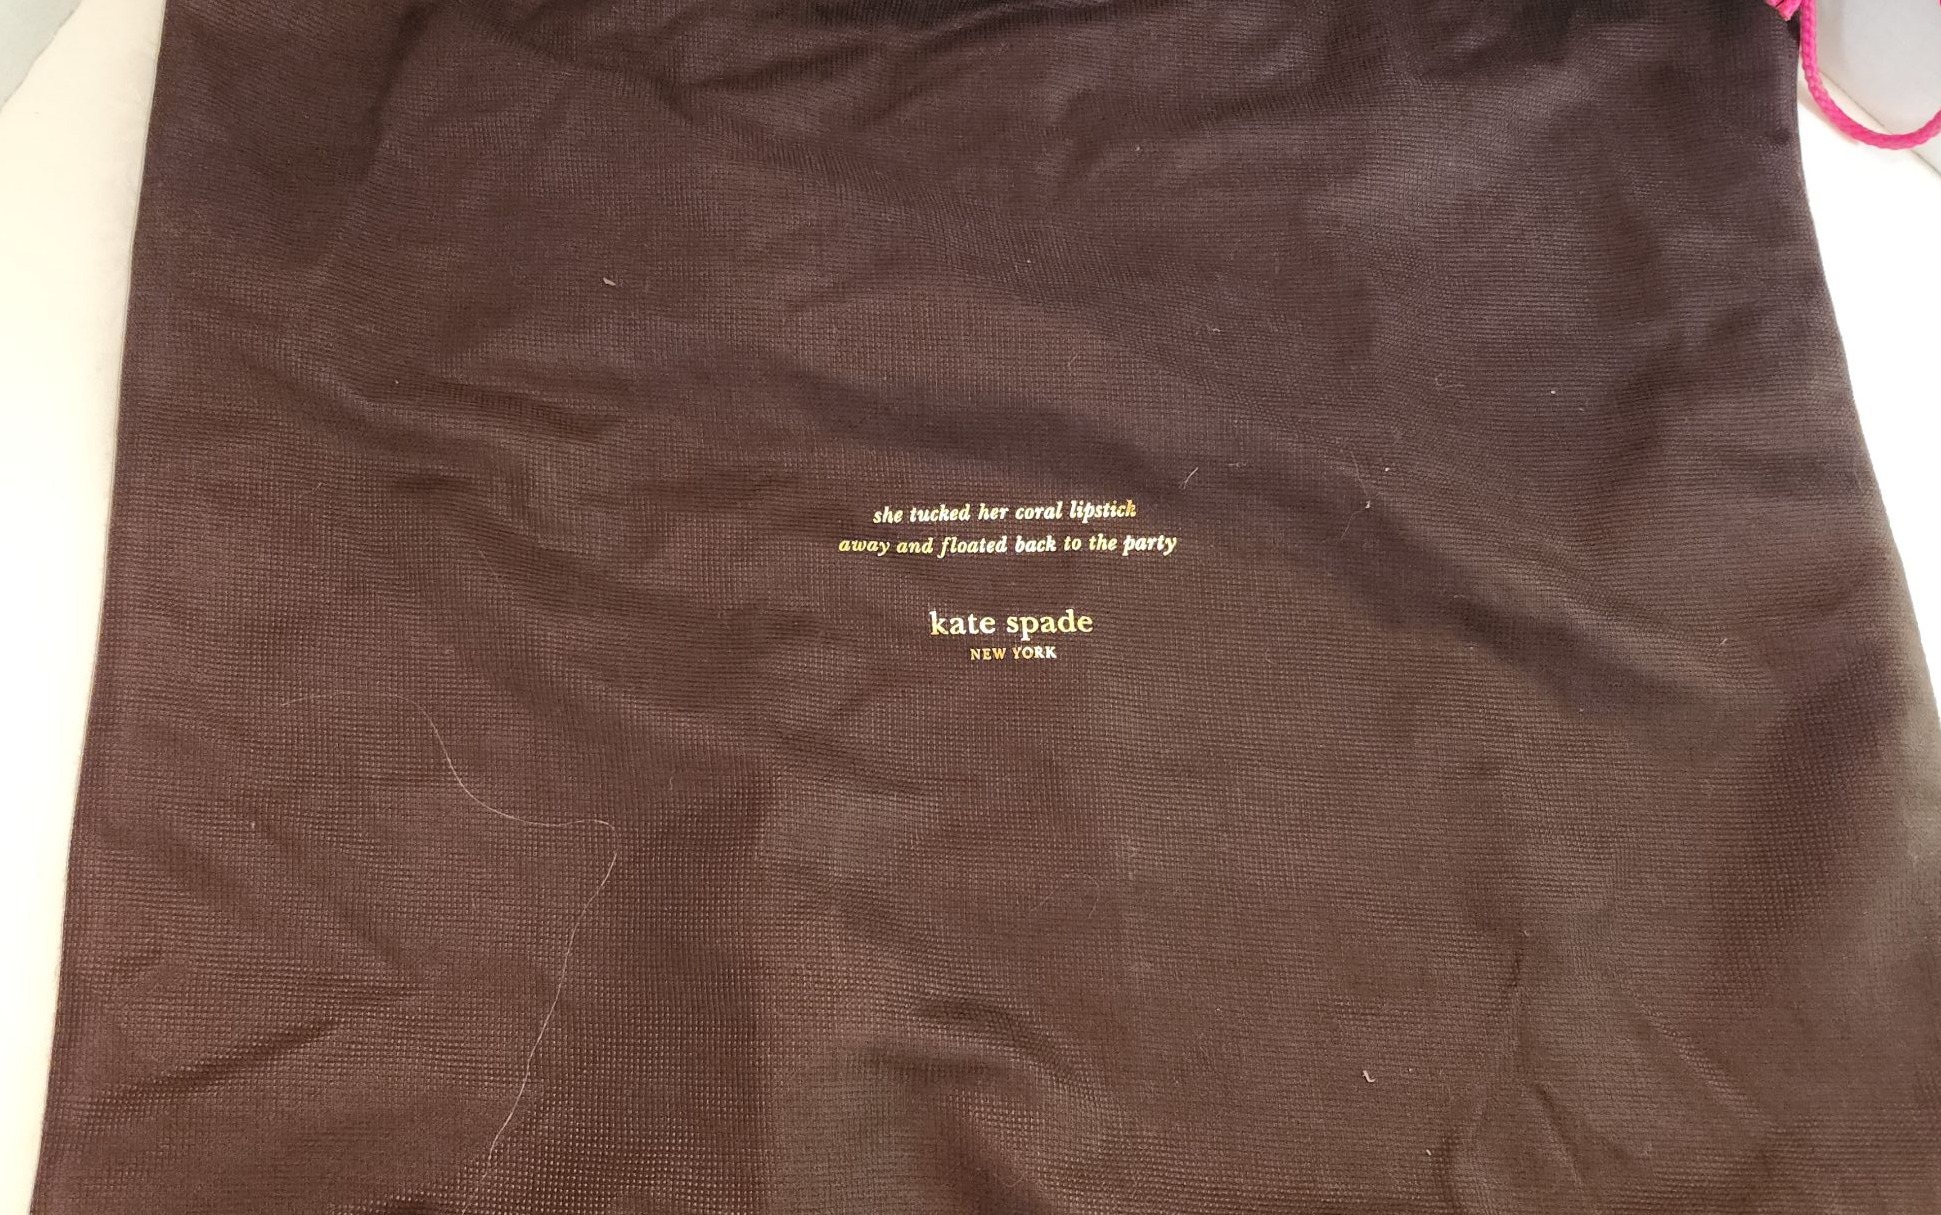 she tucked her coral lipstick
away and floated back to the party
kate spade
NEW YORK